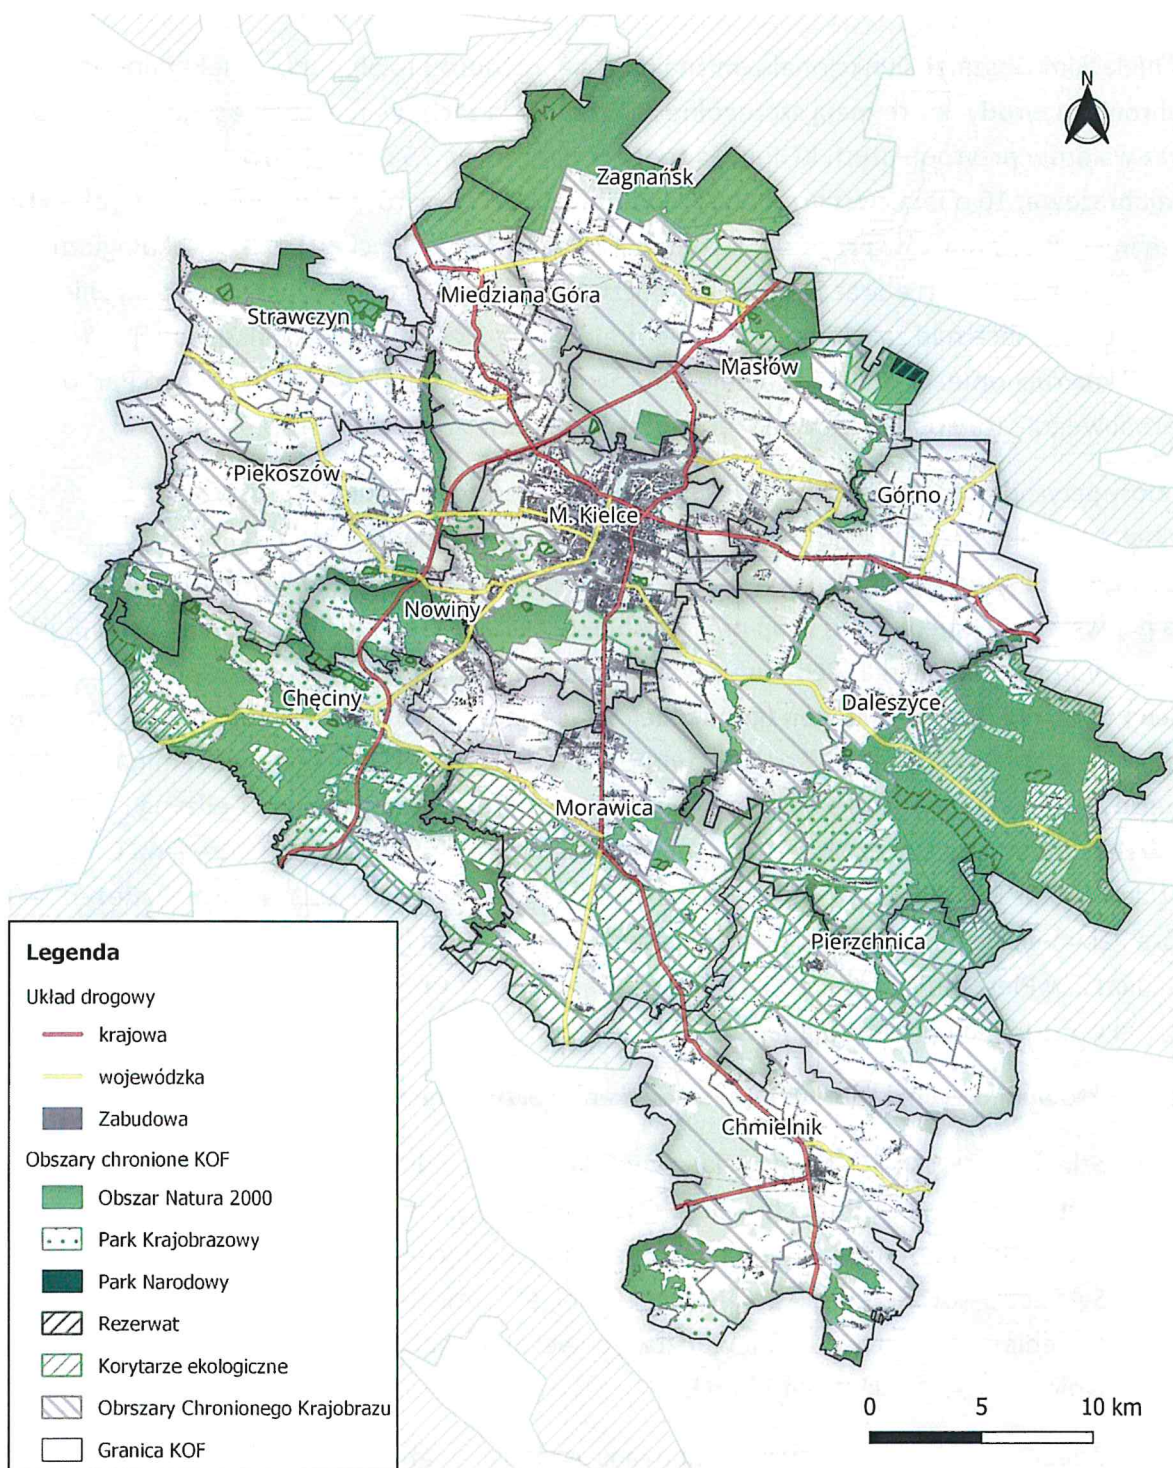 N
Zagnańsk
Miedziana Góra
Strawczyn
Masłów
Piekoszów
Górno
M. Kielce
Nowiny
Chęciny
Daleszyce
Morawica
Pierzchnica
Chmielnik
Legenda
Układ drogowy
krajowa
wojewódzka
Zabudowa
Obszary chronione KOF
Obszar Natura 2000
Park Krajobrazowy
Park Narodowy
Rezerwat
Korytarze ekologiczne
Obrszary Chronionego Krajobrazu
Granica KOF
0 5 10 km